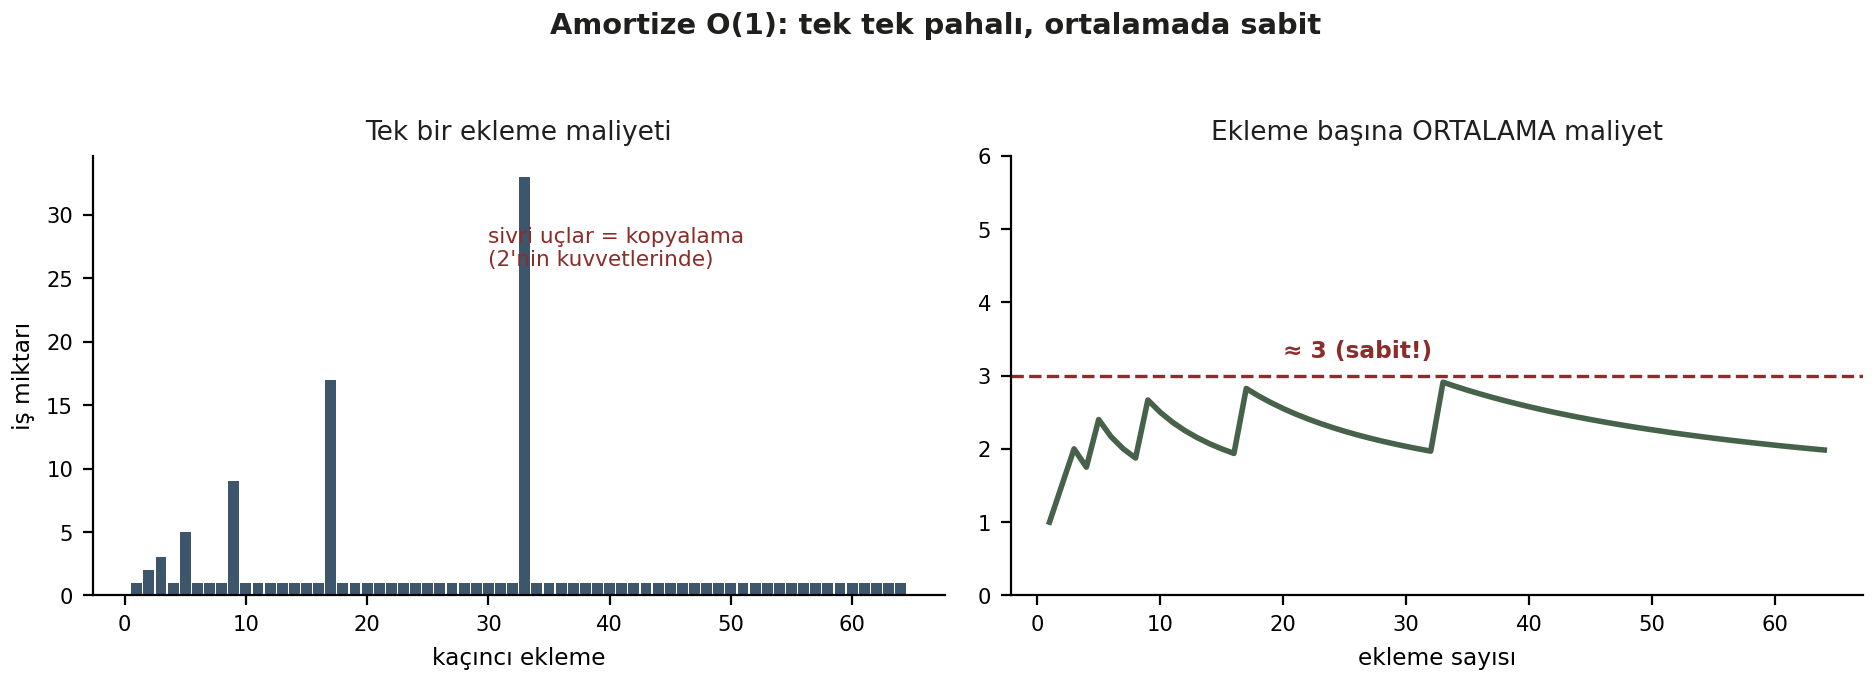 Amortize O(1): tek tek pahalı, ortalamada sabit
Tek bir ekleme maliyeti
iş miktarı
30
25
20
15
10
5
0
sivri uçlar = kopyalama
(2'nin kuvvetlerinde)
0 10 20 30 40 50 60
kaçıncı ekleme
Ekleme başına ORTALAMA maliyet
6
5
4
3
2
1
0
≈ 3 (sabit!)
0 10 20 30 40 50 60
ekleme sayısı